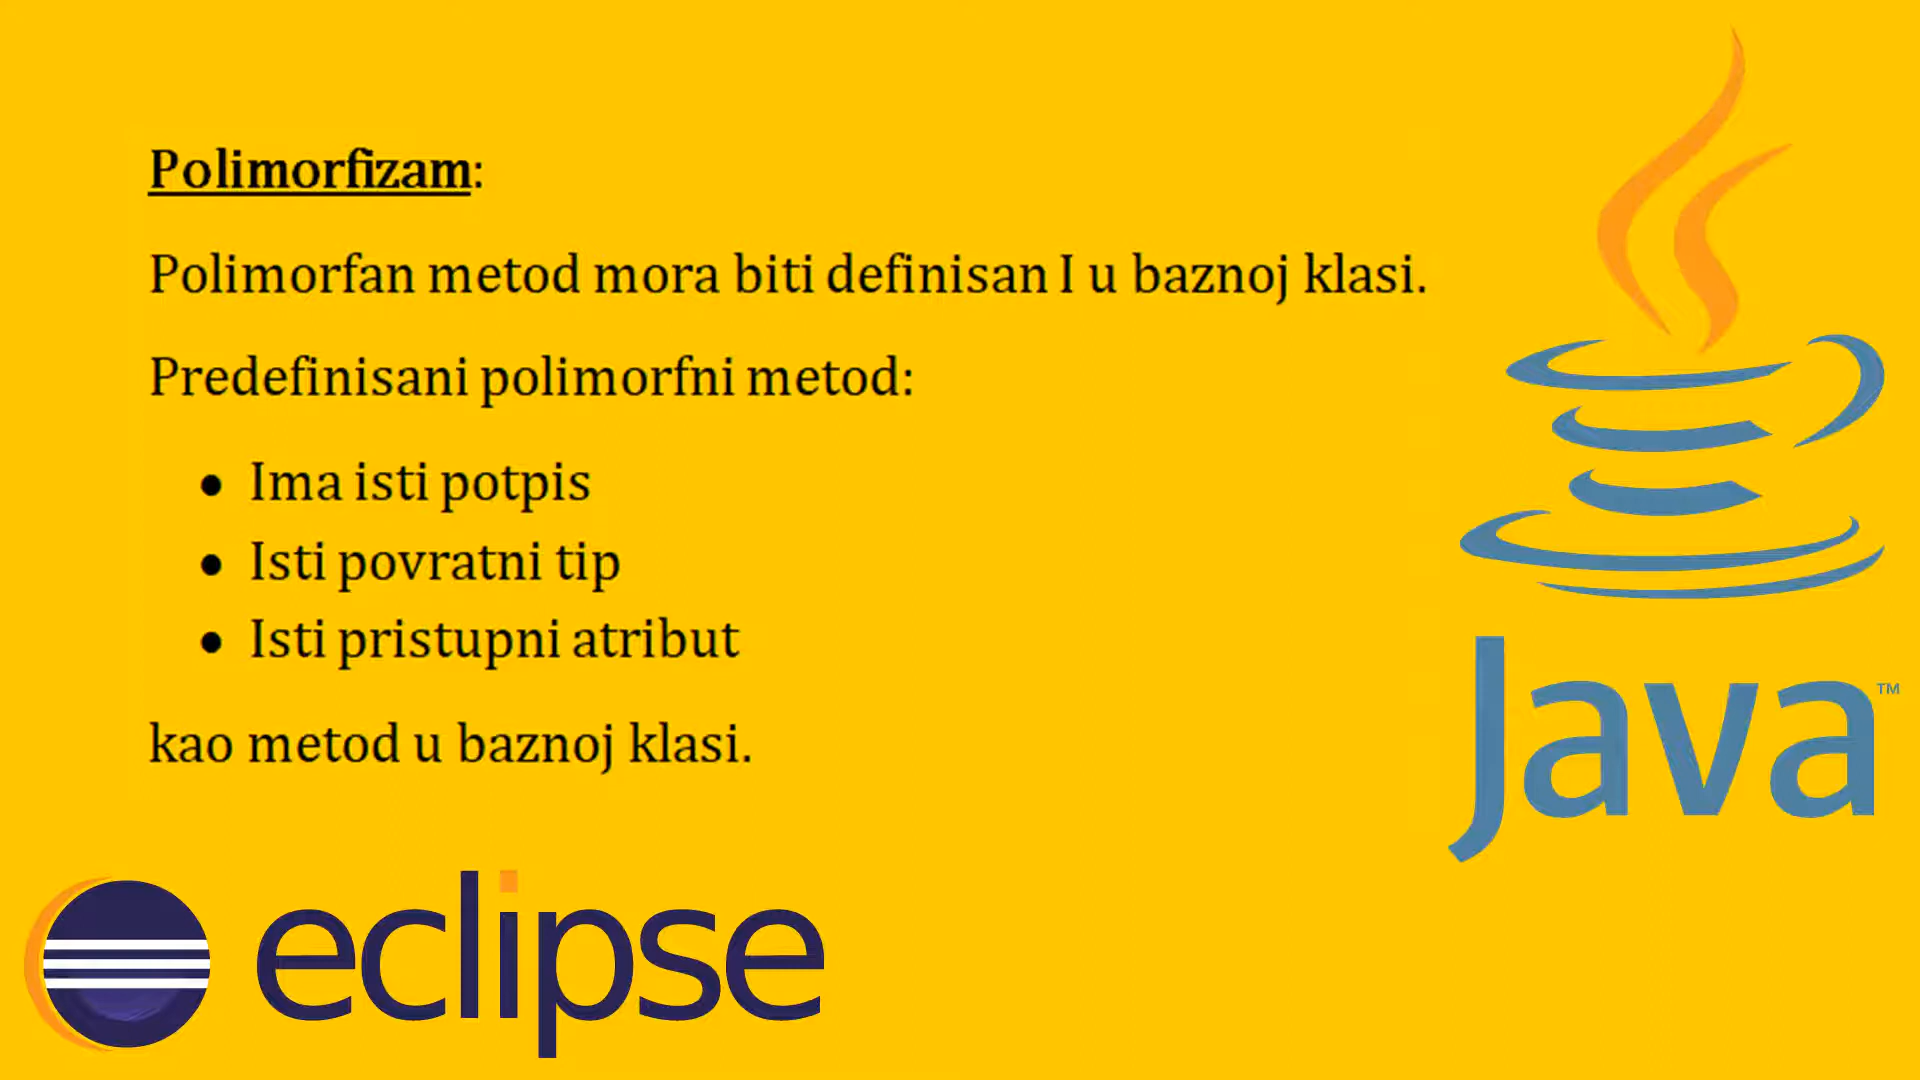 Polimorfizam:
Polimorfan metod mora biti definisan I u baznoj klasi.
Predefinisani polimorfni metod:
• Ima isti potpis
• Isti povratni tip
• Isti pristupni atribut
kao metod u baznoj klasi.
Java™
eclipse